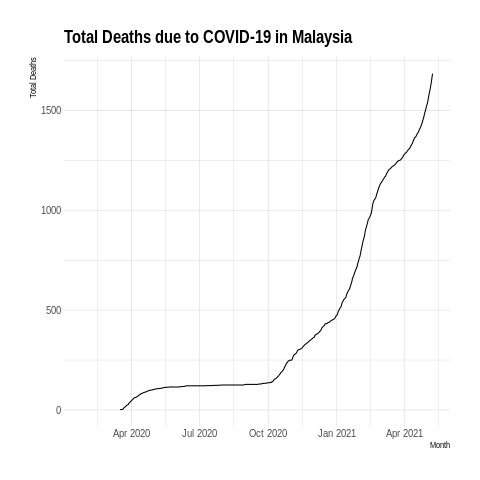 Total Deaths due to COVID-19 in Malaysia
Total Deaths
1500
1000
500
0
Apr 2020 Jul 2020 Oct 2020 Jan 2021 Apr 2021
Month